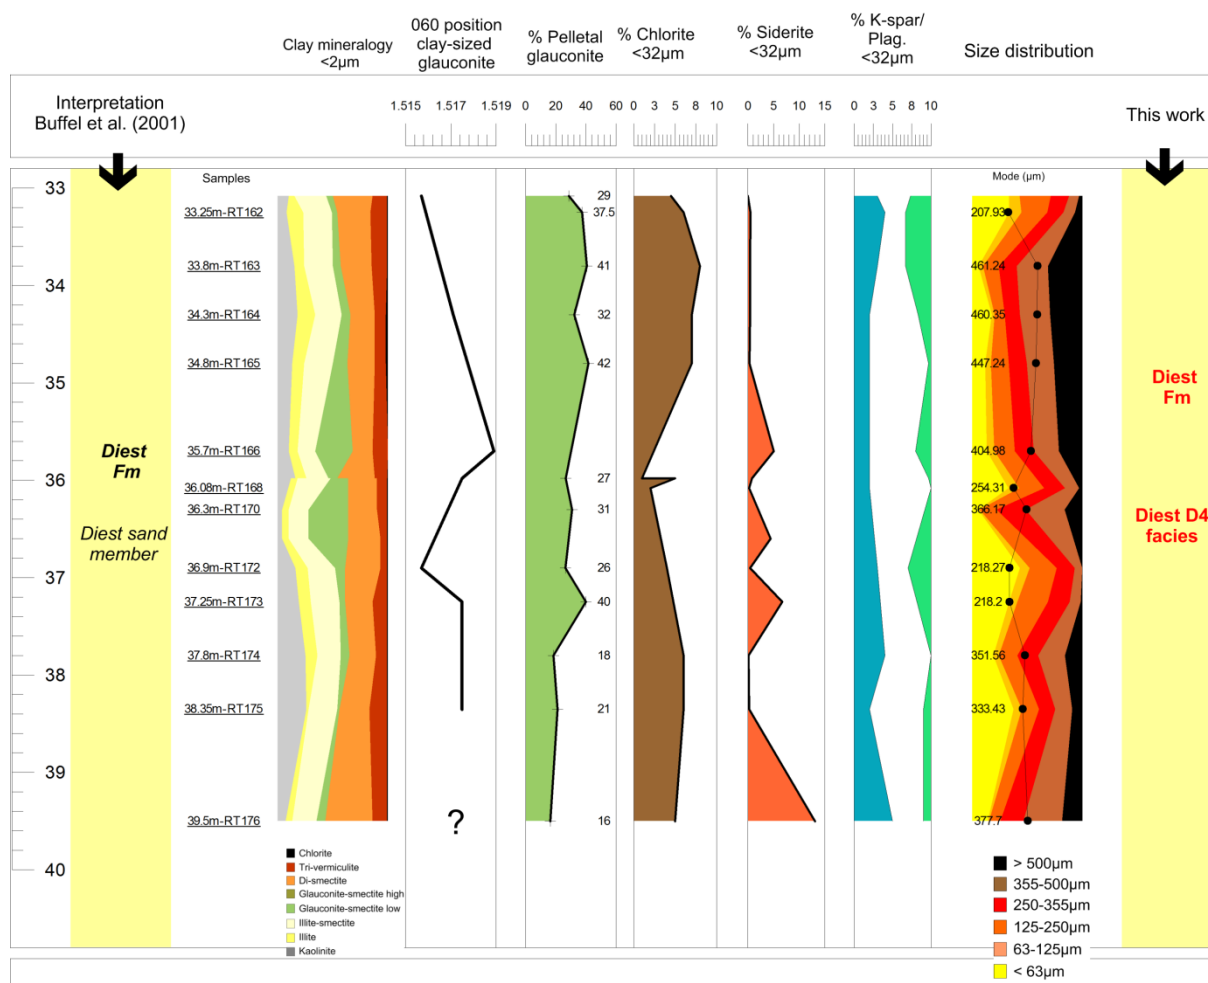 Clay mineralogy
<2µm
060 position
clay-sized
glauconite
% Pelletal
glauconite
% Chlorite
<32µm
% Siderite
<32µm
% K-spar/
Plag.
<32µm
Size distribution
Interpretation
Buffel et al. (2001)
1.515 1.517 1.519
0 20 40 60
0 3 5 8 10
0 5 10 15
0 3 5 8 10
This work
Samples
Mode (µm)
33
34
35
36
37
38
39
40
Diest
Fm
Diest sand
member
33.25m-RT162
33.8m-RT163
34.3m-RT164
34.8m-RT165
35.7m-RT166
36.08m-RT168
36.3m-RT170
36.9m-RT172
37.25m-RT173
37.8m-RT174
38.35m-RT175
39.5m-RT176
?
29
37.5
41
32
42
27
31
26
40
18
21
16
207.93
461.24
460.35
447.24
404.98
254.31
366.17
218.27
218.2
351.56
333.43
377.7
Diest
Fm
Diest D4
facies
Chlorite
Tri-vermiculite
Di-smectite
Glauconite-smectite high
Glauconite-smectite low
Illite-smectite
Illite
Kaolinite
> 500µm
355-500µm
250-355µm
125-250µm
63-125µm
< 63µm